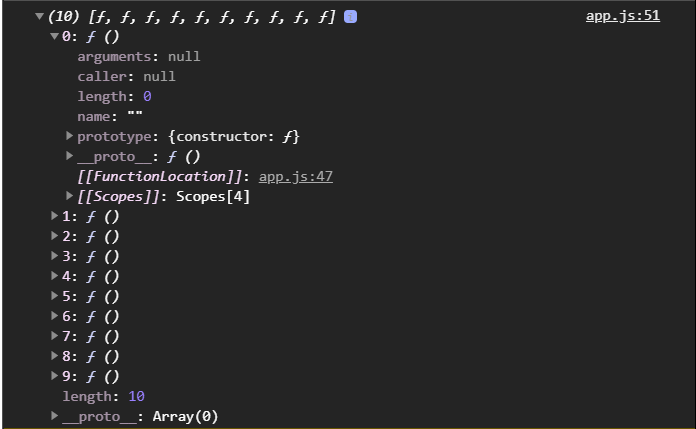 ▼(10) [ƒ, ƒ, ƒ, ƒ, ƒ, ƒ, ƒ, ƒ, ƒ, ƒ] i app.js:51
▼0: ƒ ()
arguments: null
caller: null
length: 0
name: ""
▶prototype: {constructor: ƒ}
▶__proto__: ƒ ()
[[FunctionLocation]]: app.js:47
▶[[Scopes]]: Scopes[4]
▶1: ƒ ()
▶2: ƒ ()
▶3: ƒ ()
▶4: ƒ ()
▶5: ƒ ()
▶6: ƒ ()
▶7: ƒ ()
▶8: ƒ ()
▶9: ƒ ()
length: 10
▶__proto__: Array(0)